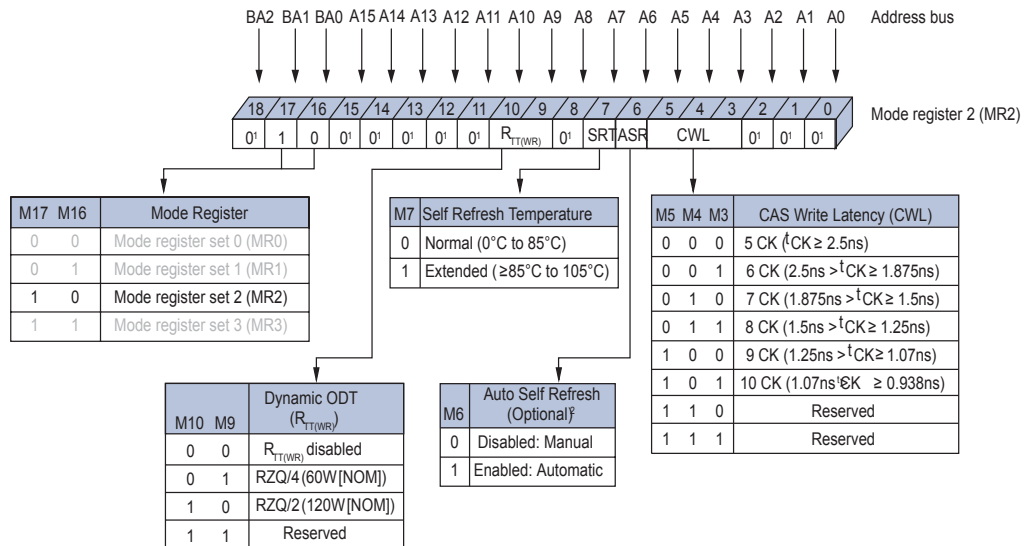 BA2 BA1 BA0 A15 A14 A13 A12 A11 A10 A9 A8 A7 A6 A5 A4 A3 A2 A1 A0 Address bus
18 17 16 15 14 13 12 11 10 9 8 7 6 5 4 3 2 1 0
Mode register 2 (MR2)
0¹ 1 0 0¹ 0¹ 0¹ 0¹ 0¹ R_TT(WR) 0¹ SRT ASR CWL 0¹ 0¹ 0¹
M17 M16 Mode Register
0 0 Mode register set 0 (MR0)
0 1 Mode register set 1 (MR1)
1 0 Mode register set 2 (MR2)
1 1 Mode register set 3 (MR3)
M7 Self Refresh Temperature
0 Normal (0°C to 85°C)
1 Extended (≥85°C to 105°C)
M5 M4 M3 CAS Write Latency (CWL)
0 0 0 5 CK (tCK ≥ 2.5ns)
0 0 1 6 CK (2.5ns > tCK ≥ 1.875ns)
0 1 0 7 CK (1.875ns > tCK ≥ 1.5ns)
0 1 1 8 CK (1.5ns > tCK ≥ 1.25ns)
1 0 0 9 CK (1.25ns > tCK ≥ 1.07ns)
1 0 1 10 CK (1.07ns CK ≥ 0.938ns)
1 1 0 Reserved
1 1 1 Reserved
M10 M9 Dynamic ODT
(R_TT(WR))
0 0 R_TT(WR) disabled
0 1 RZQ/4 (60W [NOM])
1 0 RZQ/2 (120W [NOM])
1 1 Reserved
M6 Auto Self Refresh
(Optional)²
0 Disabled: Manual
1 Enabled: Automatic